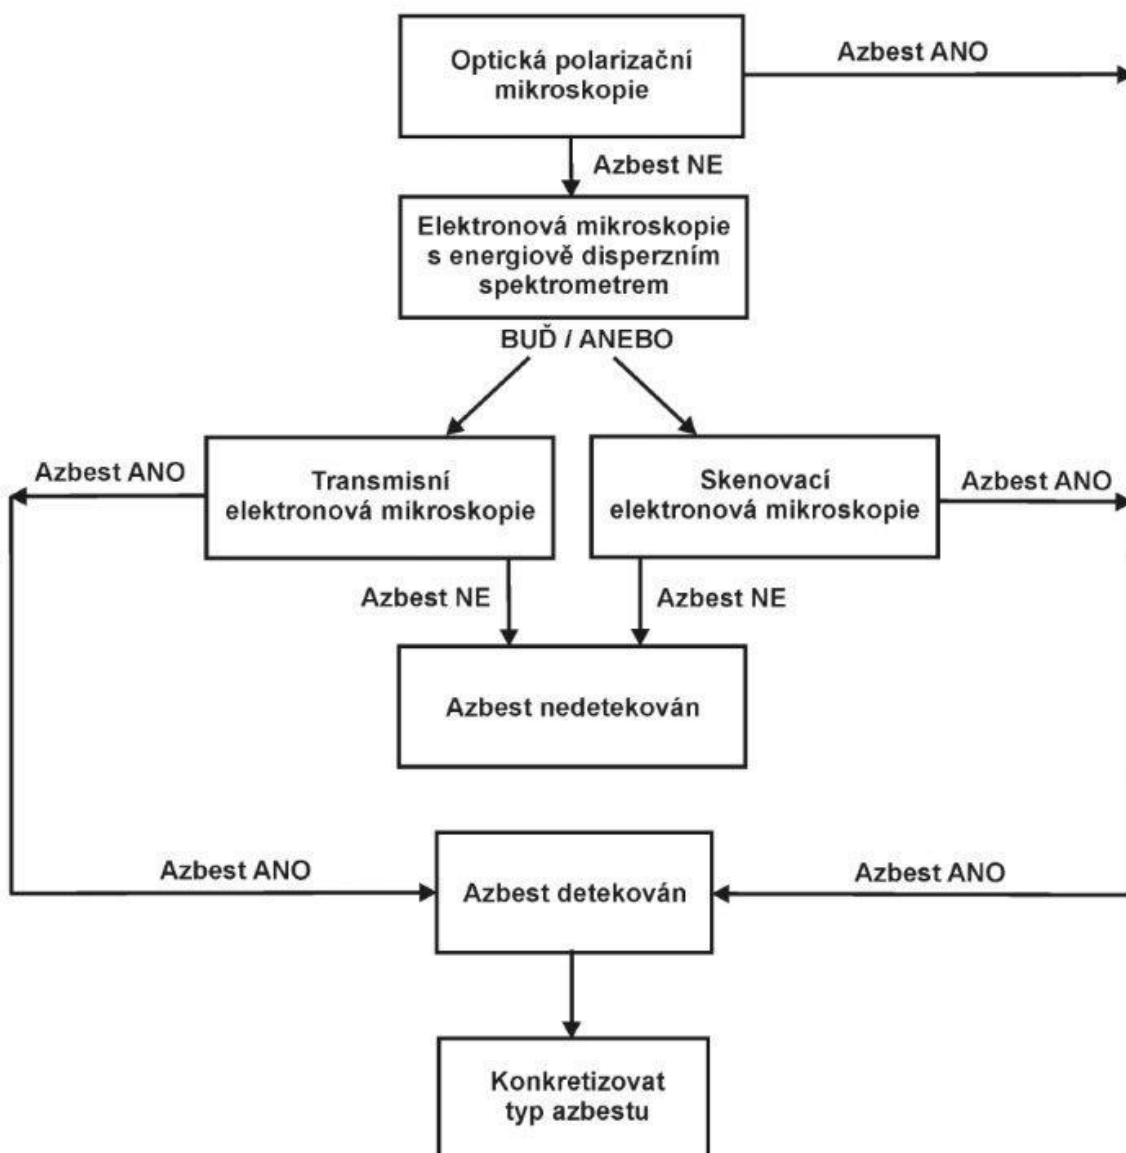 Optická polarizační
mikroskopie
Azbest ANO
Azbest NE
Elektronová mikroskopie
s energiově disperzním
spektrometrem
BUĎ / ANEBO
Azbest ANO
Transmisní
elektronová mikroskopie
Skenovací
elektronová mikroskopie
Azbest ANO
Azbest NE
Azbest NE
Azbest nedetekován
Azbest ANO
Azbest detekován
Azbest ANO
Konkretizovat
typ azbestu